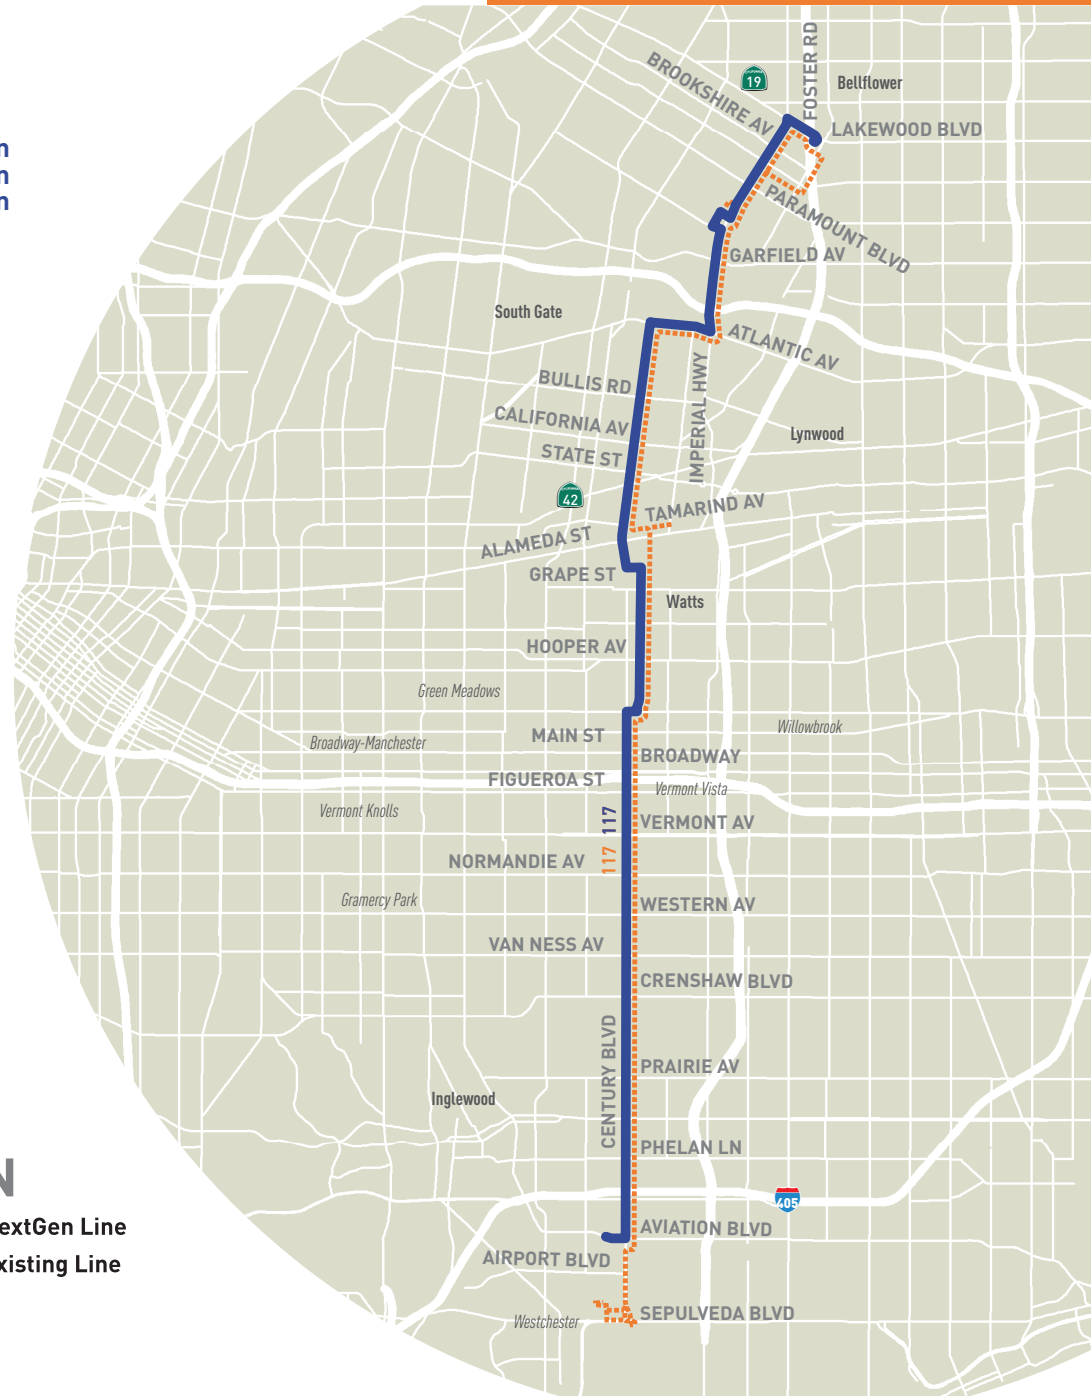 BROOKSHIRE AV
19
FOSTER RD
Bellflower
LAKEWOOD BLVD
n
n
n
PARAMOUNT BLVD
GARFIELD AV
South Gate
ATLANTIC AV
IMPERIAL HWY
BULLIS RD
CALIFORNIA AV
Lynwood
STATE ST
42
TAMARIND AV
ALAMEDA ST
GRAPE ST
Watts
HOOPER AV
Green Meadows
Willowbrook
MAIN ST
Broadway-Manchester
BROADWAY
FIGUEROA ST
Vermont Vista
Vermont Knolls
117
VERMONT AV
117
NORMANDIE AV
Gramercy Park
WESTERN AV
VAN NESS AV
CRENSHAW BLVD
CENTURY BLVD
PRAIRIE AV
Inglewood
PHELAN LN
N
405
extGen Line
AVIATION BLVD
xisting Line
AIRPORT BLVD
SEPULVEDA BLVD
Westchester